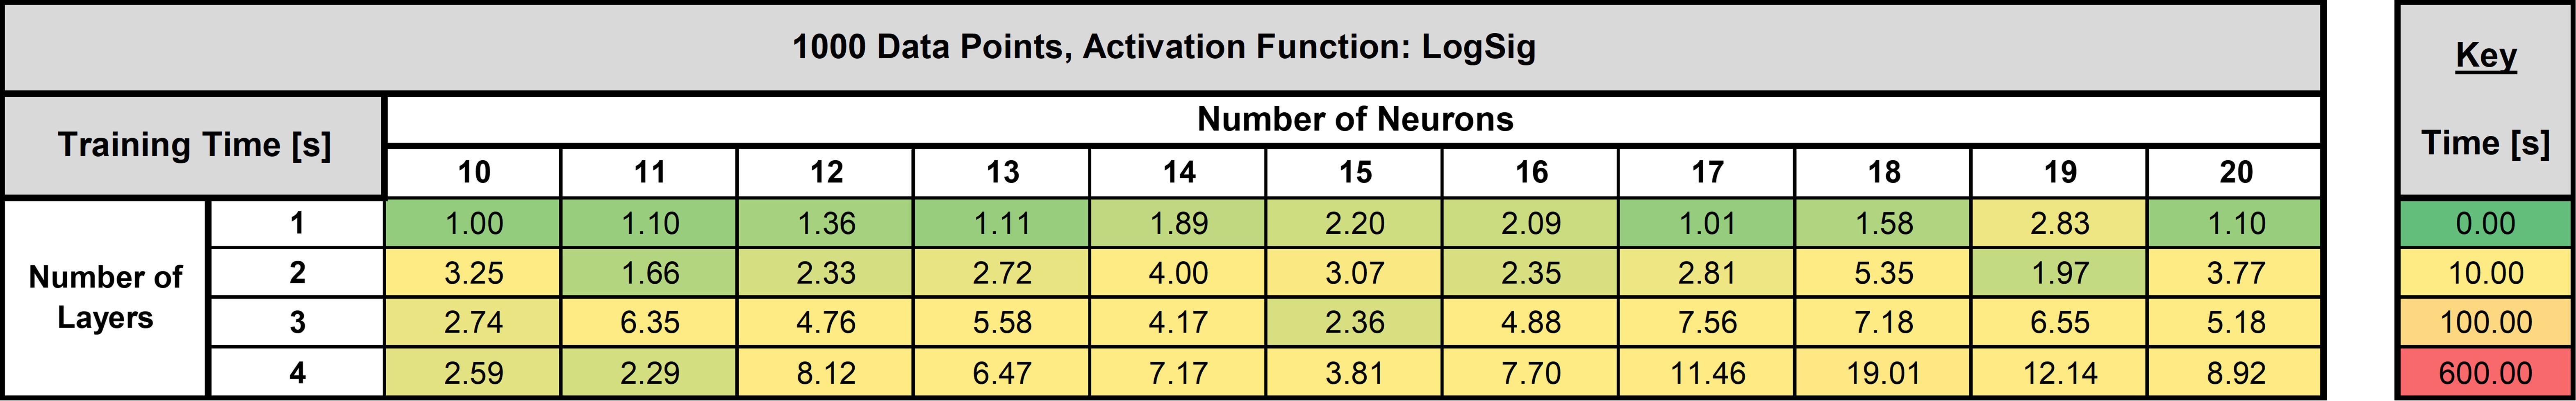 1000 Data Points, Activation Function: LogSig
Key
Time [s]
Training Time [s]
Number of Neurons
10 11 12 13 14 15 16 17 18 19 20
Number of Layers
1 1.00 1.10 1.36 1.11 1.89 2.20 2.09 1.01 1.58 2.83 1.10
2 3.25 1.66 2.33 2.72 4.00 3.07 2.35 2.81 5.35 1.97 3.77
3 2.74 6.35 4.76 5.58 4.17 2.36 4.88 7.56 7.18 6.55 5.18
4 2.59 2.29 8.12 6.47 7.17 3.81 7.70 11.46 19.01 12.14 8.92
0.00
10.00
100.00
600.00